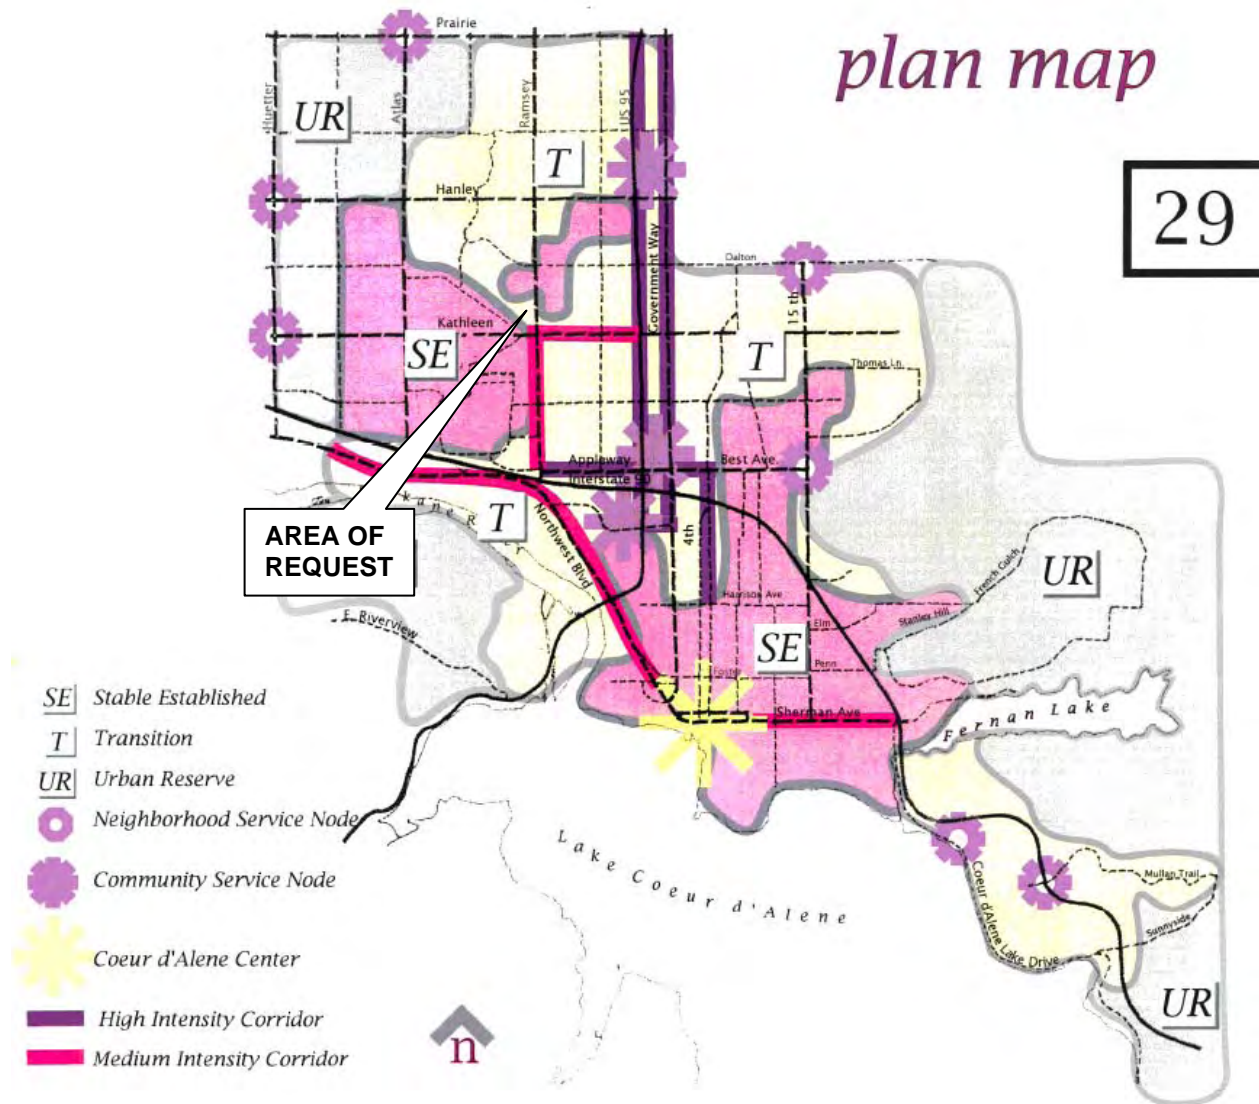 plan map
29
Prairie
Huetter
Atlas
Ramsey
US 95
UR
T
Hanley
Dalton
Government Way
15 th
Kathleen
SE
T
Thomas Ln.
Appleway
Best Ave.
Interstate 90
T
Northwest Blvd
4th
AREA OF
REQUEST
UR
French Gulch
Harrison Ave
Stanley Hill
Elm
E. Riverview
SE
Penn
Foster
Sherman Ave
Fernan Lake
SE Stable Established
T Transition
UR Urban Reserve
Neighborhood Service Node
Community Service Node
Coeur d'Alene Center
High Intensity Corridor
Medium Intensity Corridor
n
Lake Coeur d'Alene
Mullan Trail
Sunnyside
Coeur d'Alene Lake Drive
UR